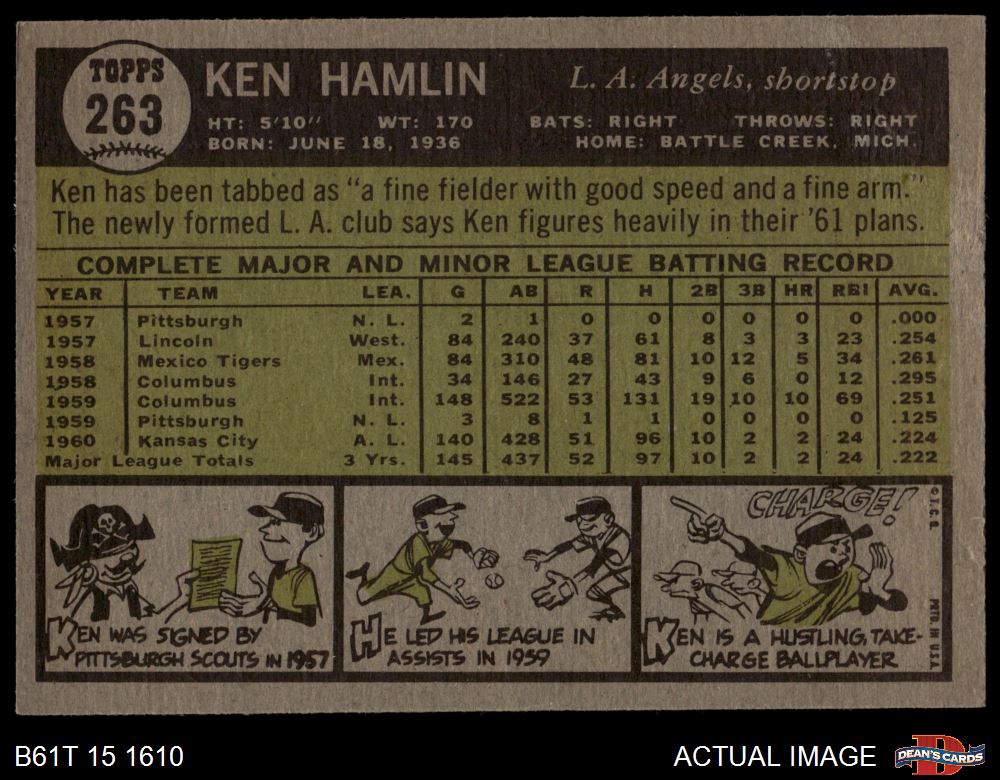 TOPPS
263
KEN HAMLIN
L. A. Angels, shortstop
HT: 5'10" WT: 170 BATS: RIGHT THROWS: RIGHT
BORN: JUNE 18, 1936 HOME: BATTLE CREEK, MICH.
Ken has been tabbed as "a fine fielder with good speed and a fine arm."
The newly formed L. A. club says Ken figures heavily in their '61 plans.
COMPLETE MAJOR AND MINOR LEAGUE BATTING RECORD
YEAR TEAM LEA. G AB R H 2B 3B HR RBI AVG.
1957 Pittsburgh N. L. 2 1 0 0 0 0 0 0 .000
1957 Lincoln West. 84 240 37 61 8 3 3 23 .254
1958 Mexico Tigers Mex. 84 310 48 81 10 12 5 34 .261
1958 Columbus Int. 34 146 27 43 9 6 0 12 .295
1959 Columbus Int. 148 522 53 131 19 10 10 69 .251
1959 Pittsburgh N. L. 3 8 1 1 0 0 0 0 .125
1960 Kansas City A. L. 140 428 51 96 10 2 2 24 .224
Major League Totals 3 Yrs. 145 437 52 97 10 2 2 24 .222
KEN WAS SIGNED BY
PITTSBURGH SCOUTS IN 1957
HE LED HIS LEAGUE IN
ASSISTS IN 1959
CHARGE!
KEN IS A HUSTLING, TAKE-
CHARGE BALLPLAYER
© T.C.G.
PRTD. IN U.S.A.
B61T 15 1610
ACTUAL IMAGE
D
DEAN'S CARDS